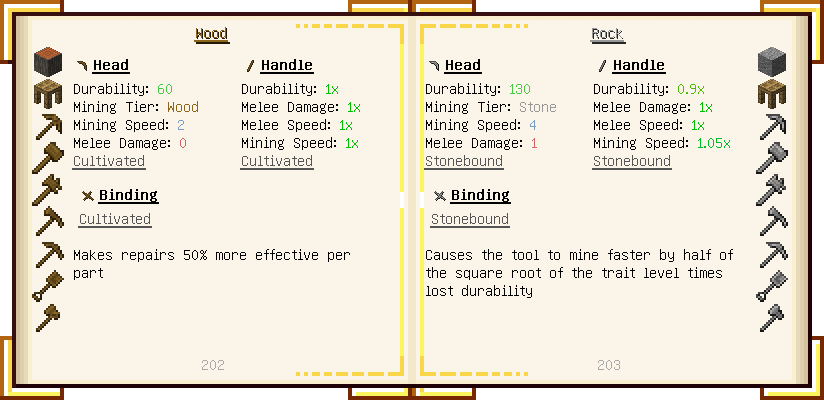 Wood
Head
Durability: 60
Mining Tier: Wood
Mining Speed: 2
Melee Damage: 0
Cultivated
Handle
Durability: 1x
Melee Damage: 1x
Melee Speed: 1x
Mining Speed: 1x
Cultivated
Binding
Cultivated
Makes repairs 50% more effective per
part
202
Rock
Head
Durability: 130
Mining Tier: Stone
Mining Speed: 4
Melee Damage: 1
Stonebound
Handle
Durability: 0.9x
Melee Damage: 1x
Melee Speed: 1x
Mining Speed: 1.05x
Stonebound
Binding
Stonebound
Causes the tool to mine faster by half of
the square root of the trait level times
lost durability
203